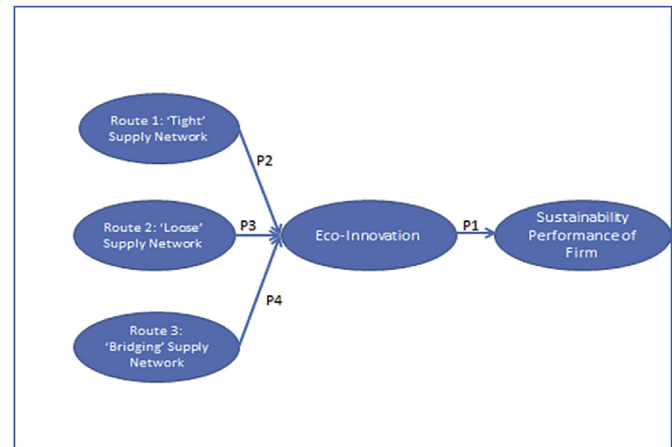 Route 1: ‘Tight’
Supply Network
P2
Route 2: ‘Loose’
Supply Network
P3
Eco-Innovation
P1
Sustainability
Performance of
Firm
P4
Route 3:
‘Bridging’ Supply
Network